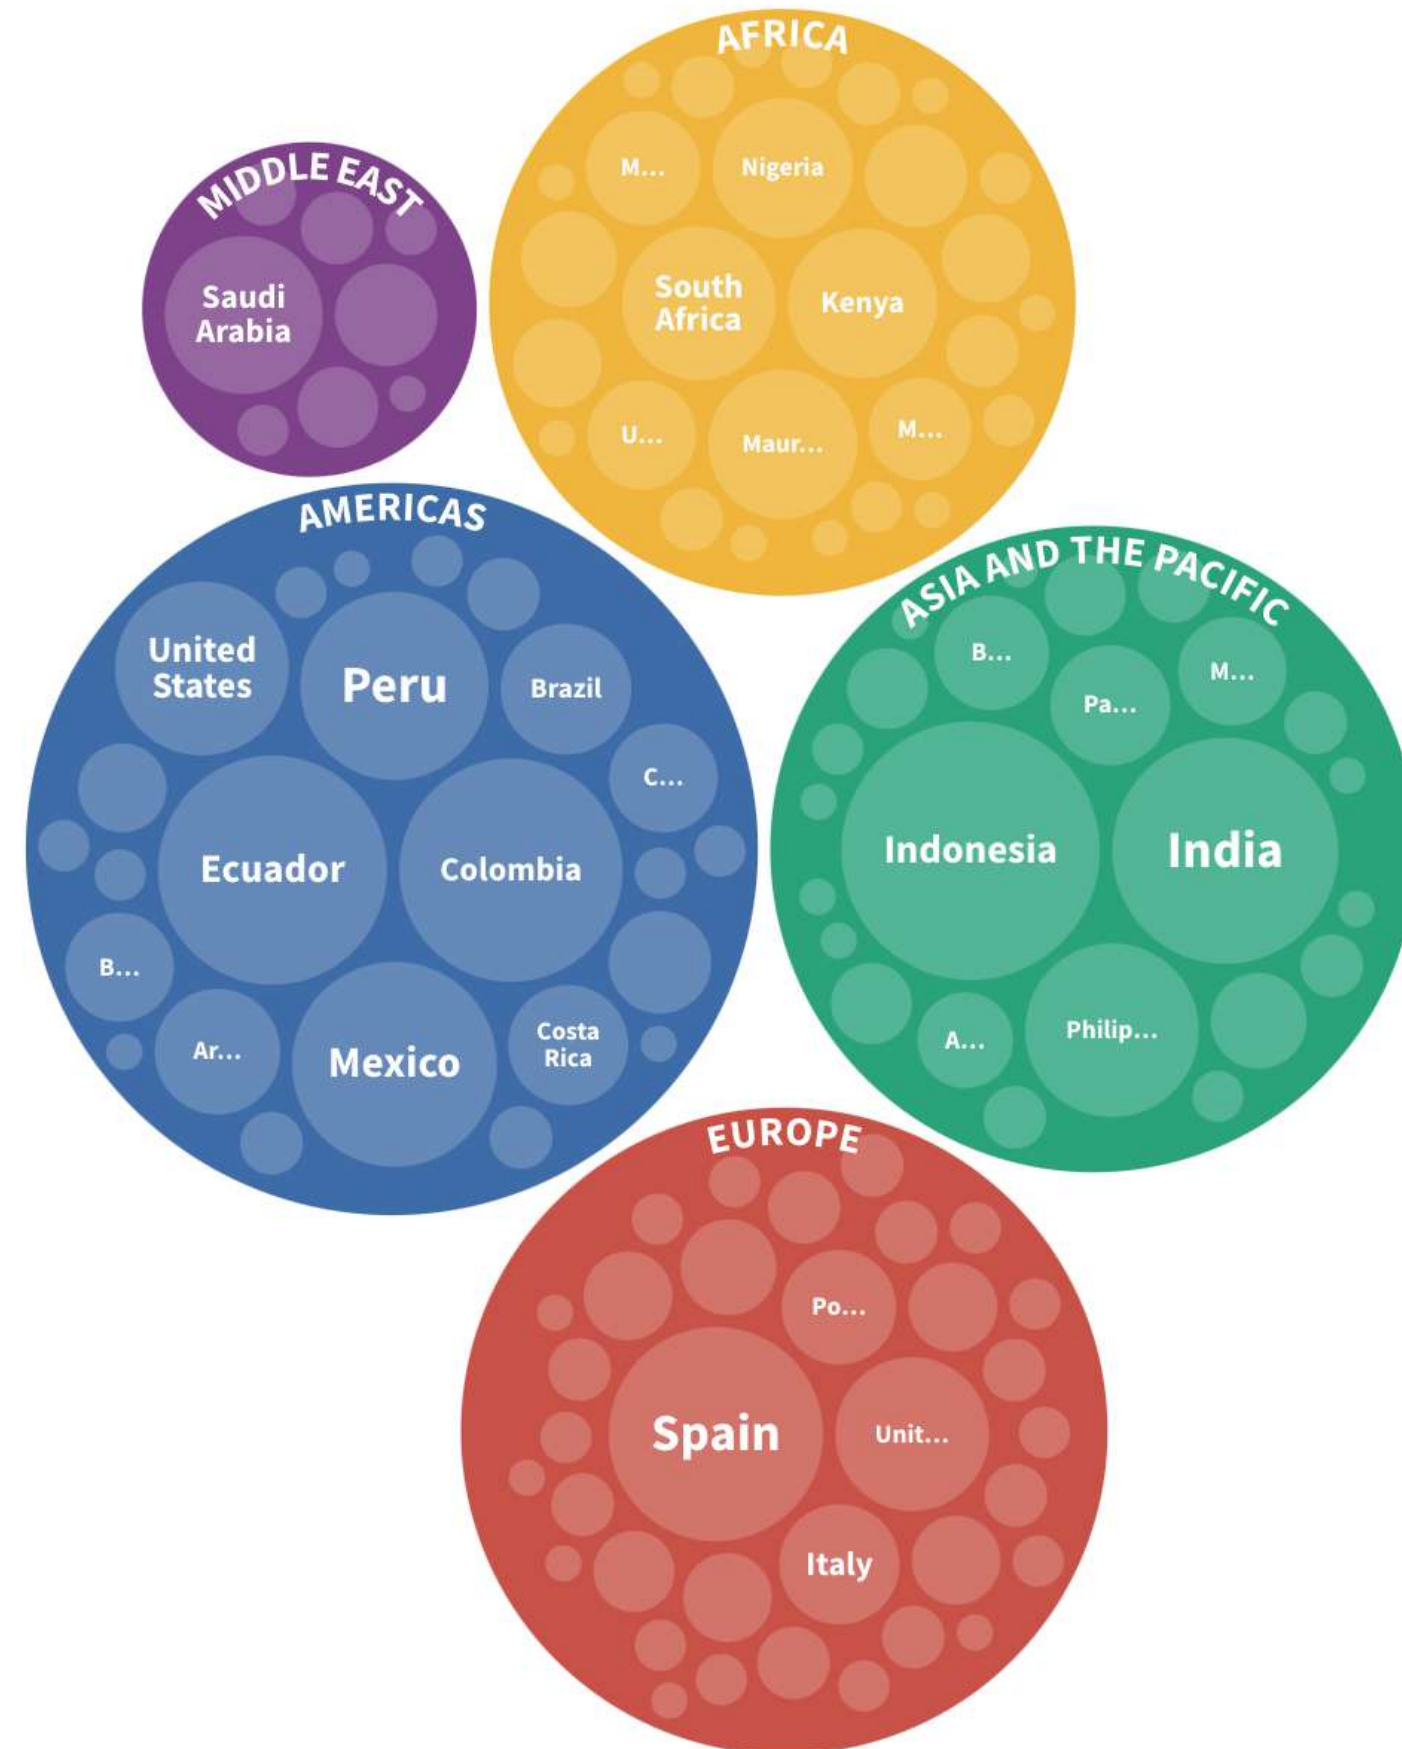 AFRICA
M...
Nigeria
South
Africa
Kenya
U...
Maur...
M...
MIDDLE EAST
Saudi
Arabia
AMERICAS
United
States
Peru
Brazil
C...
Ecuador
Colombia
B...
Ar...
Mexico
Costa
Rica
ASIA AND THE PACIFIC
B...
Pa...
M...
Indonesia
India
A...
Philip...
EUROPE
Po...
Spain
Unit...
Italy